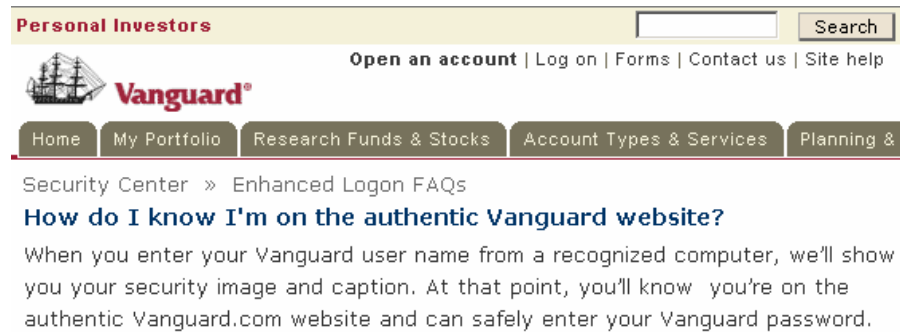 Personal Investors
Search
Open an account | Log on | Forms | Contact us | Site help
Vanguard®
Home My Portfolio Research Funds & Stocks Account Types & Services Planning &
Security Center » Enhanced Logon FAQs
How do I know I'm on the authentic Vanguard website?
When you enter your Vanguard user name from a recognized computer, we'll show
you your security image and caption. At that point, you'll know you're on the
authentic Vanguard.com website and can safely enter your Vanguard password.